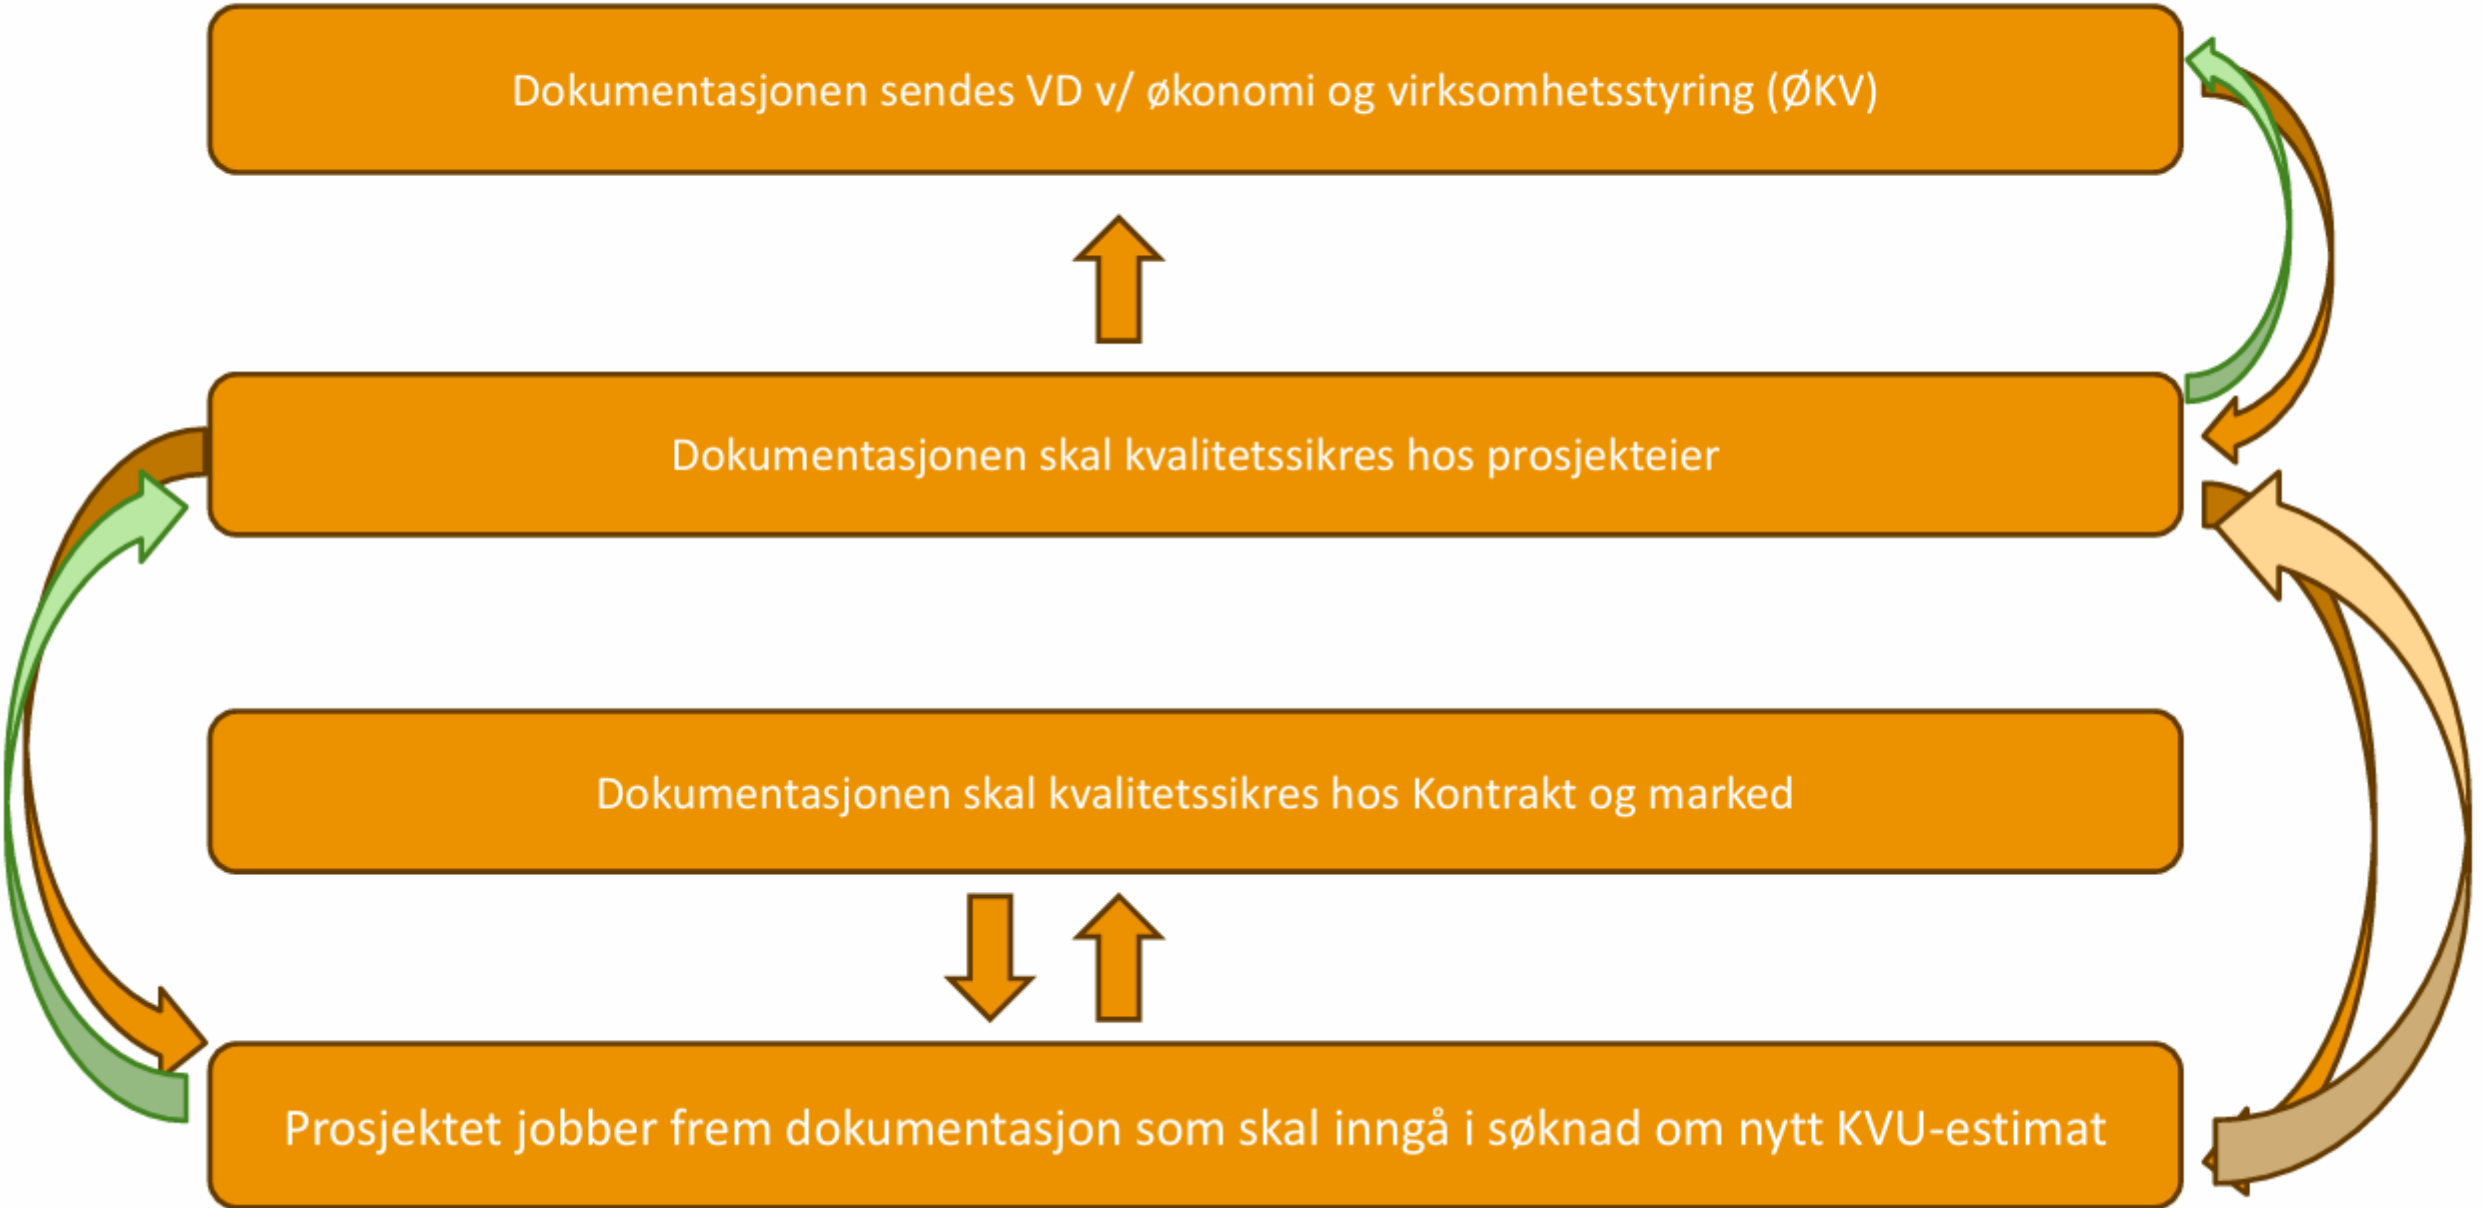 Dokumentasjonen sendes VD v/ økonomi og virksomhetsstyring (ØKV)
Dokumentasjonen skal kvalitetssikres hos prosjekteier
Dokumentasjonen skal kvalitetssikres hos Kontrakt og marked
Prosjektet jobber frem dokumentasjon som skal inngå i søknad om nytt KVU-estimat